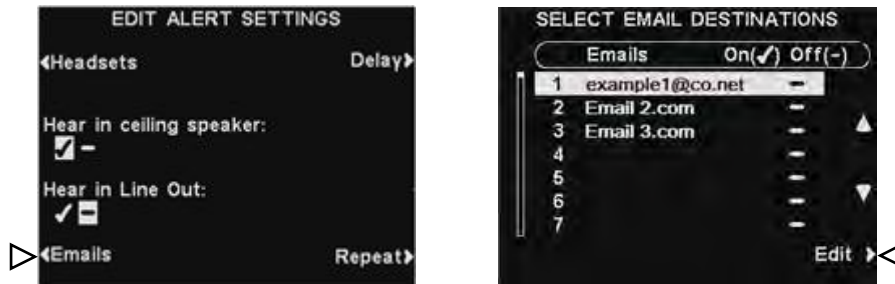 EDIT ALERT SETTINGS
Headsets Delay
Hear in ceiling speaker:
✓ –
Hear in Line Out:
✓ –
Emails Repeat
SELECT EMAIL DESTINATIONS
Emails On(✓) Off(-)
1 example1@co.net –
2 Email 2.com –
3 Email 3.com –
4 –
5 –
6 –
7 –
Edit